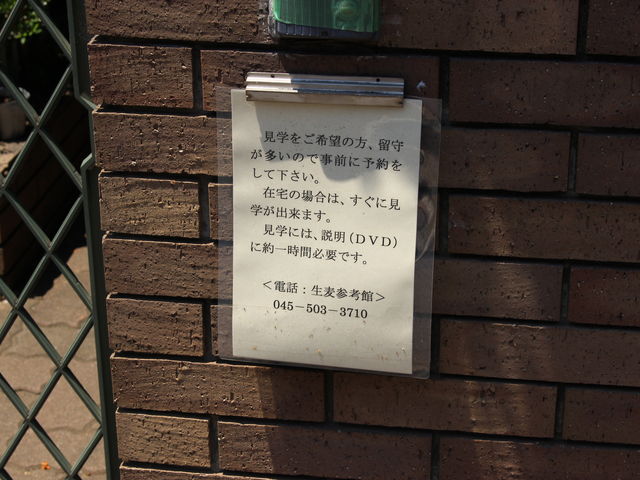 見学をご希望の方、留守
が多いので事前に予約を
して下さい。
在宅の場合は、すぐに見
学が出来ます。
見学には、説明（DVD）
に約一時間必要です。
＜電話：生麦参考館＞
045－503－3710